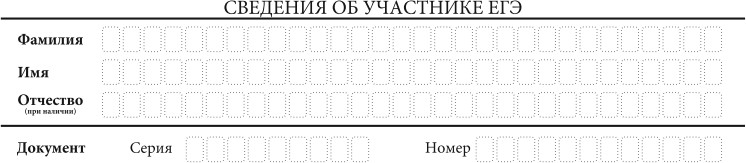 СВЕДЕНИЯ ОБ УЧАСТНИКЕ ЕГЭ
Фамилия
Имя
Отчество
(при наличии)
Документ Серия Номер